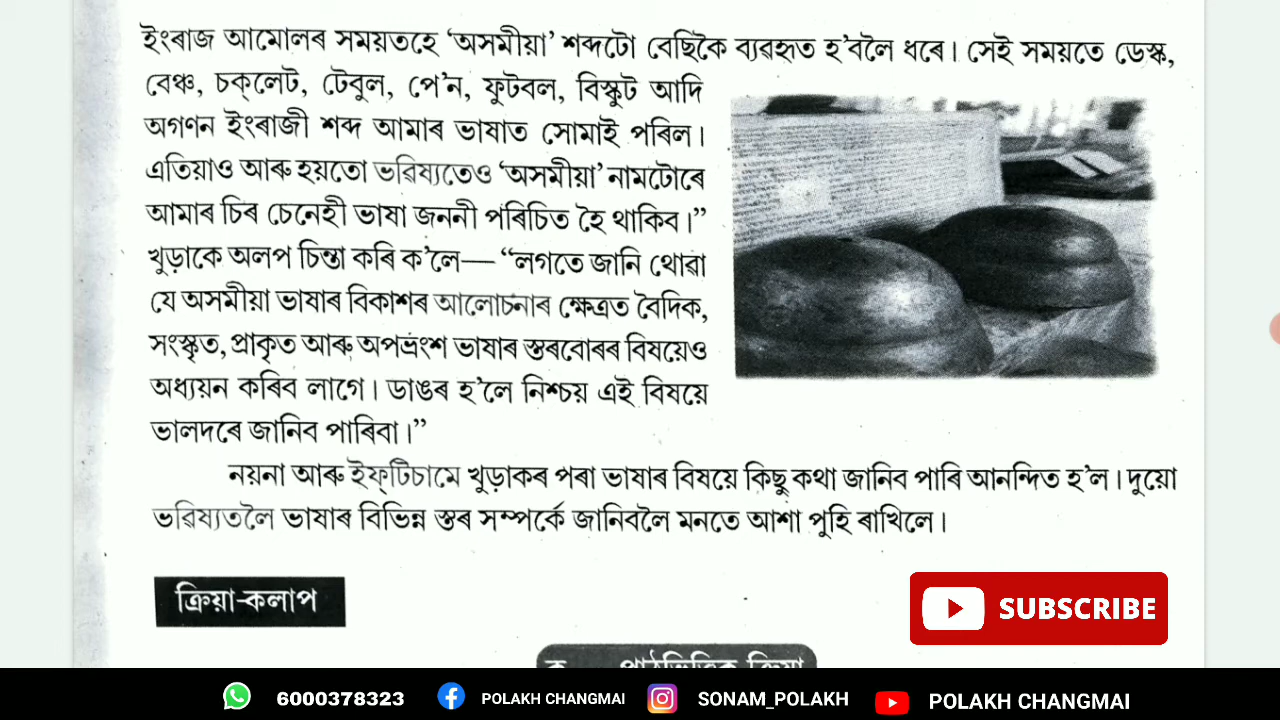 ইংৰাজ আমোলৰ সময়তহে ‘অসমীয়া’ শব্দটো বেছিকৈ ব্যৱহৃত হ’বলৈ ধৰে। সেই সময়তে ডেস্ক,
বেঞ্চ, চক্‌লেট, টেবুল, পে’ন, ফুটবল, বিস্কুট আদি
অগণন ইংৰাজী শব্দ আমাৰ ভাষাত সোমাই পৰিল।
এতিয়াও আৰু হয়তো ভৱিষ্যতেও ‘অসমীয়া’ নামটোৰে
আমাৰ চিৰ চেনেহী ভাষা জননী পৰিচিত হৈ থাকিব।”
খুড়াকে অলপ চিন্তা কৰি ক’লে— “লগতে জানি থোৱা
যে অসমীয়া ভাষাৰ বিকাশৰ আলোচনাৰ ক্ষেত্ৰত বৈদিক,
সংস্কৃত, প্ৰাকৃত আৰু অপভ্ৰংশ ভাষাৰ স্তৰবোৰৰ বিষয়েও
অধ্যয়ন কৰিব লাগে। ডাঙৰ হ’লে নিশ্চয় এই বিষয়ে
ভালদৰে জানিব পাৰিবা।”
নয়না আৰু ইফ্‌টিচামে খুড়াকৰ পৰা ভাষাৰ বিষয়ে কিছু কথা জানিব পাৰি আনন্দিত হ’ল। দুয়ো
ভৱিষ্যতলৈ ভাষাৰ বিভিন্ন স্তৰ সম্পৰ্কে জানিবলৈ মনতে আশা পুহি ৰাখিলে।
ক্ৰিয়া-কলাপ
SUBSCRIBE
ক পাঠভিত্তিক ক্ৰিয়া
6000378323 POLAKH CHANGMAI SONAM_POLAKH POLAKH CHANGMAI